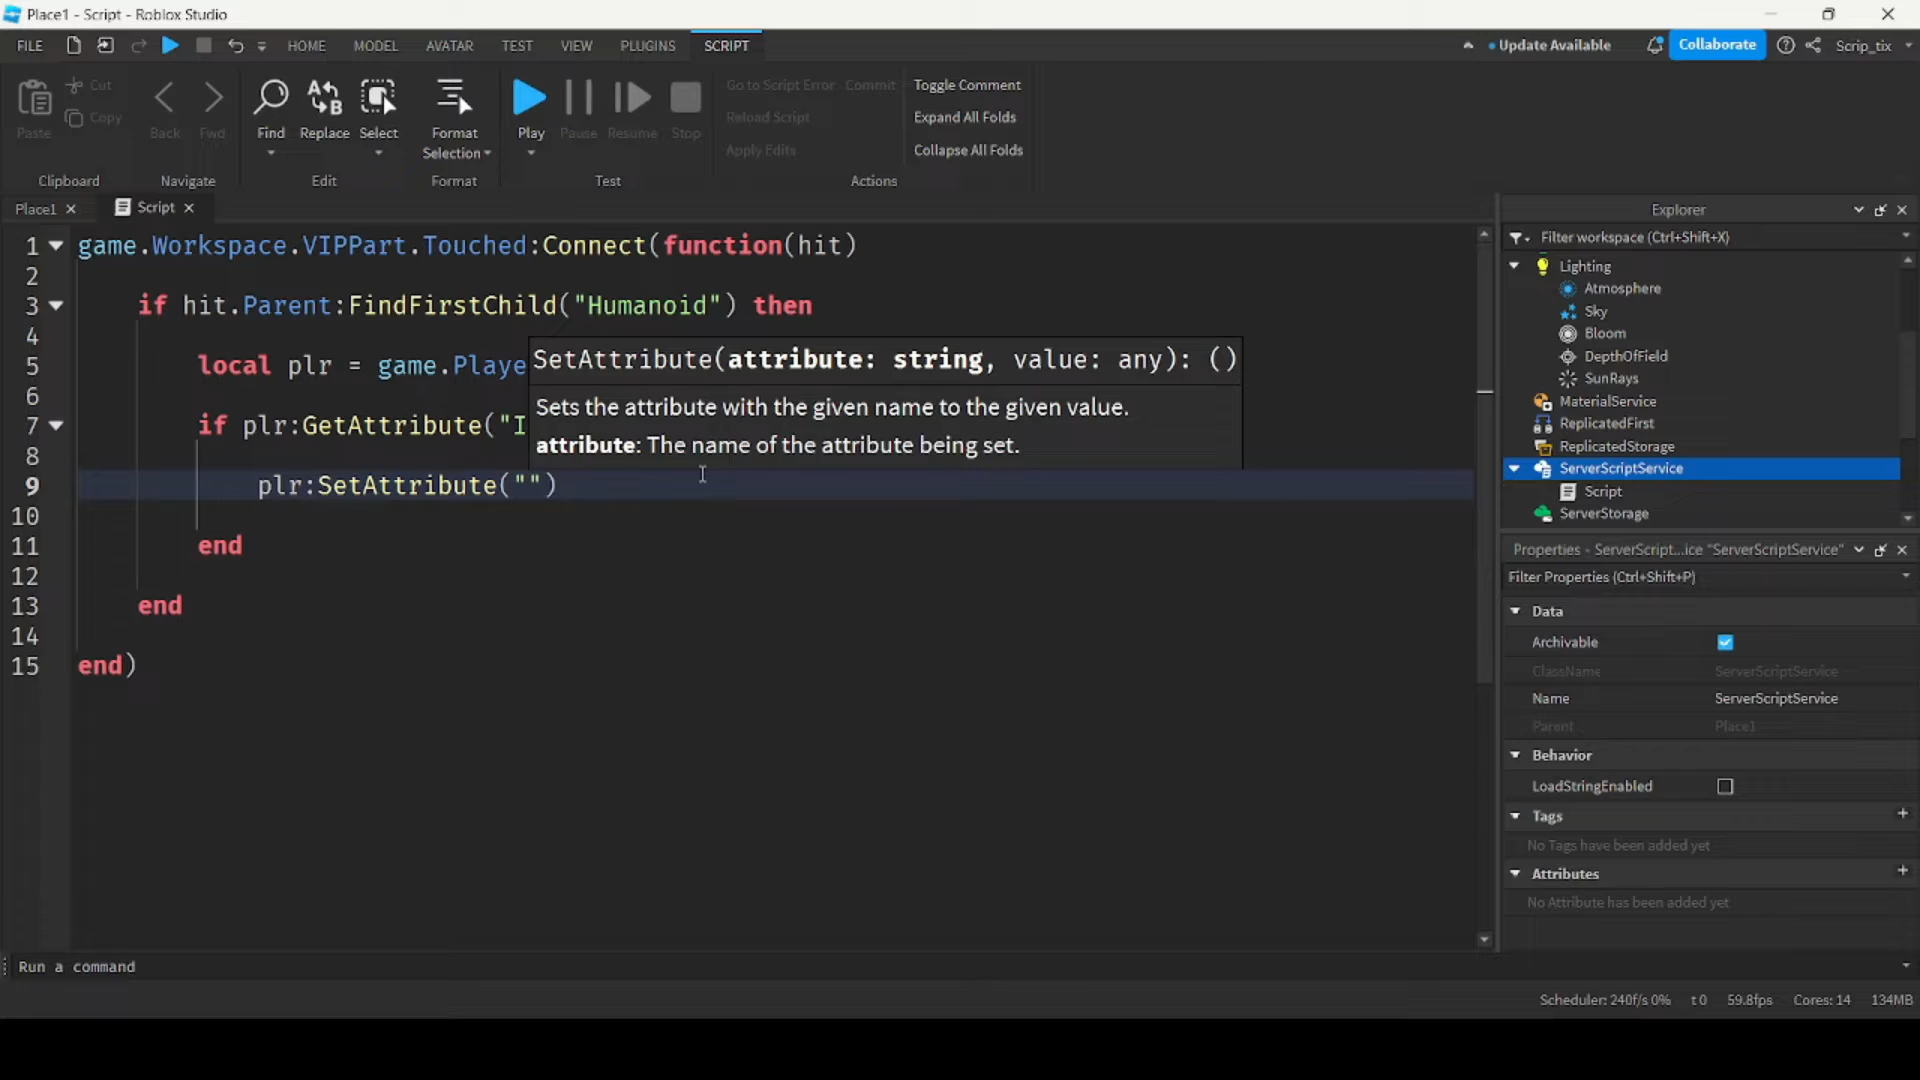 Place1 - Script - Roblox Studio
FILE HOME MODEL AVATAR TEST VIEW PLUGINS SCRIPT Update Available Collaborate Scrip_tix
Paste Cut Copy Back Fwd Find Replace Select Format Selection Play Pause Resume Stop
Go to Script Error Commit Toggle Comment
Reload Script Expand All Folds
Apply Edits Collapse All Folds
Clipboard Navigate Edit Format Test Actions
Place1 Script
1 game.Workspace.VIPPart.Touched:Connect(function(hit)
2
3 if hit.Parent:FindFirstChild("Humanoid") then
4
5 local plr = game.Playe
6
7 if plr:GetAttribute("I
8
9 plr:SetAttribute("")
10
11 end
12
13 end
14
15 end)
SetAttribute(attribute: string, value: any): ()
Sets the attribute with the given name to the given value.
attribute: The name of the attribute being set.
Explorer
Filter workspace (Ctrl+Shift+X)
Lighting
Atmosphere
Sky
Bloom
DepthOfField
SunRays
MaterialService
ReplicatedFirst
ReplicatedStorage
ServerScriptService
Script
ServerStorage
Properties - ServerScript...ice "ServerScriptService"
Filter Properties (Ctrl+Shift+P)
Data
Archivable
ClassName ServerScriptService
Name ServerScriptService
Parent Place1
Behavior
LoadStringEnabled
Tags
No Tags have been added yet
Attributes
No Attribute has been added yet
Run a command
Scheduler: 240f/s 0% t 0 59.8fps Cores: 14 134MB